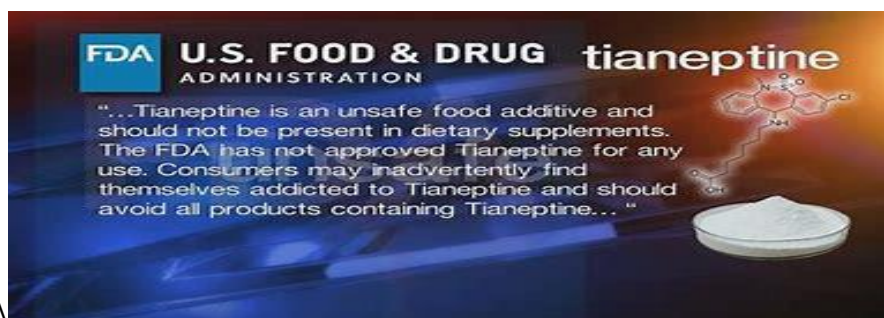 FDA U.S. FOOD & DRUG tianeptine
ADMINISTRATION
"...Tianeptine is an unsafe food additive and
should not be present in dietary supplements.
The FDA has not approved Tianeptine for any
use. Consumers may inadvertently find
themselves addicted to Tianeptine and should
avoid all products containing Tianeptine... "